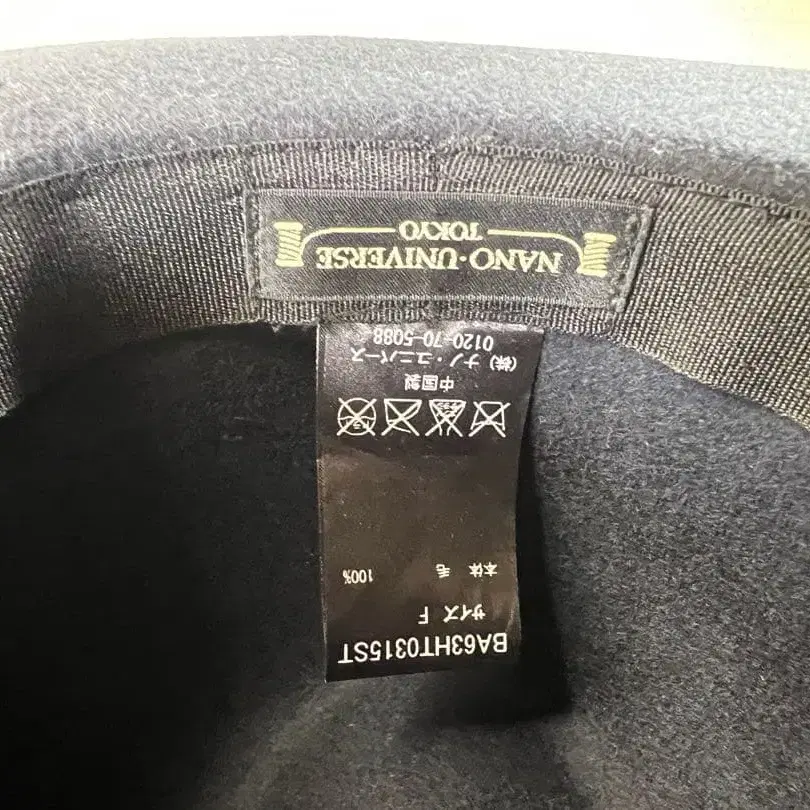 NANO·UNIVERSE
TOKYO
BA63HT0315ST
サイズ F
本体 毛 100%
中国製
(株) ナノ・ユニバース
0120-70-5088